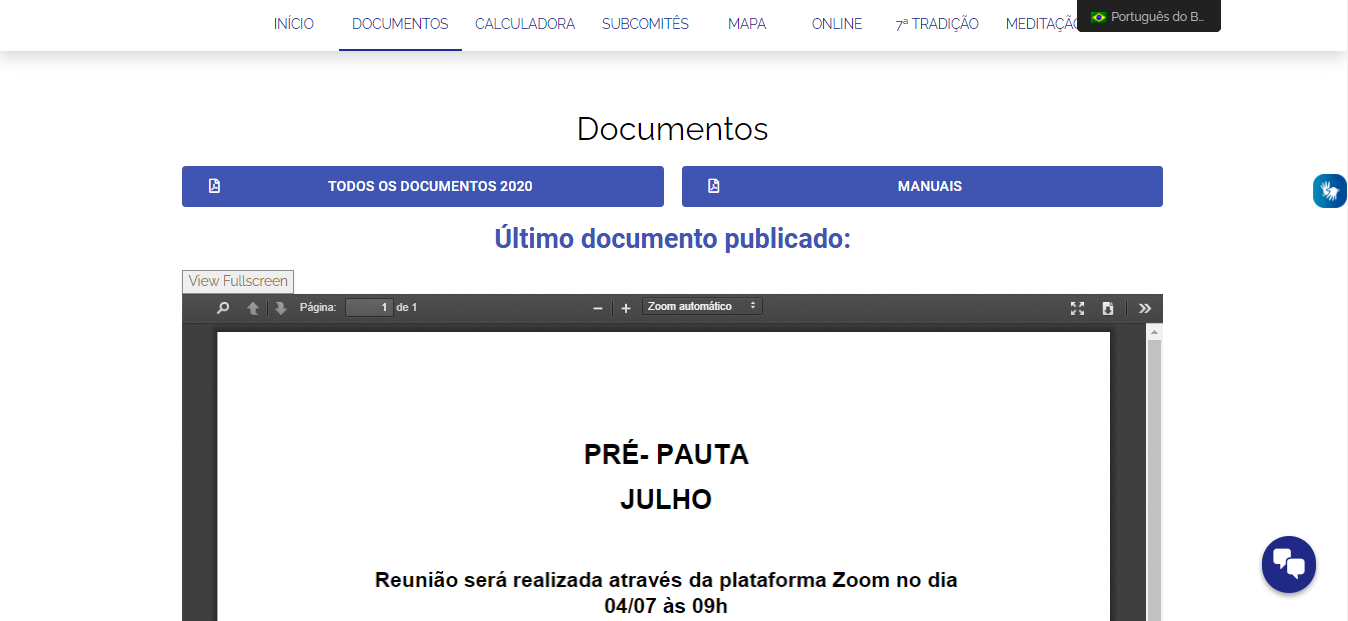 INÍCIO DOCUMENTOS CALCULADORA SUBCOMITÊS MAPA ONLINE 7ª TRADIÇÃO MEDITAÇÃO Português do B...
Documentos
TODOS OS DOCUMENTOS 2020 MANUAIS
Último documento publicado:
View Fullscreen
Página: 1 de 1 Zoom automático
PRÉ- PAUTA
JULHO
Reunião será realizada através da plataforma Zoom no dia
04/07 às 09h